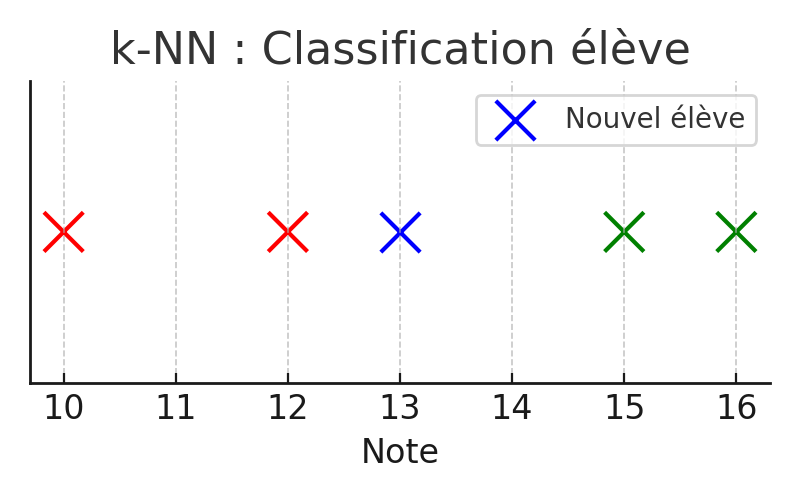 k-NN : Classification élève
Nouvel élève
10 11 12 13 14 15 16
Note